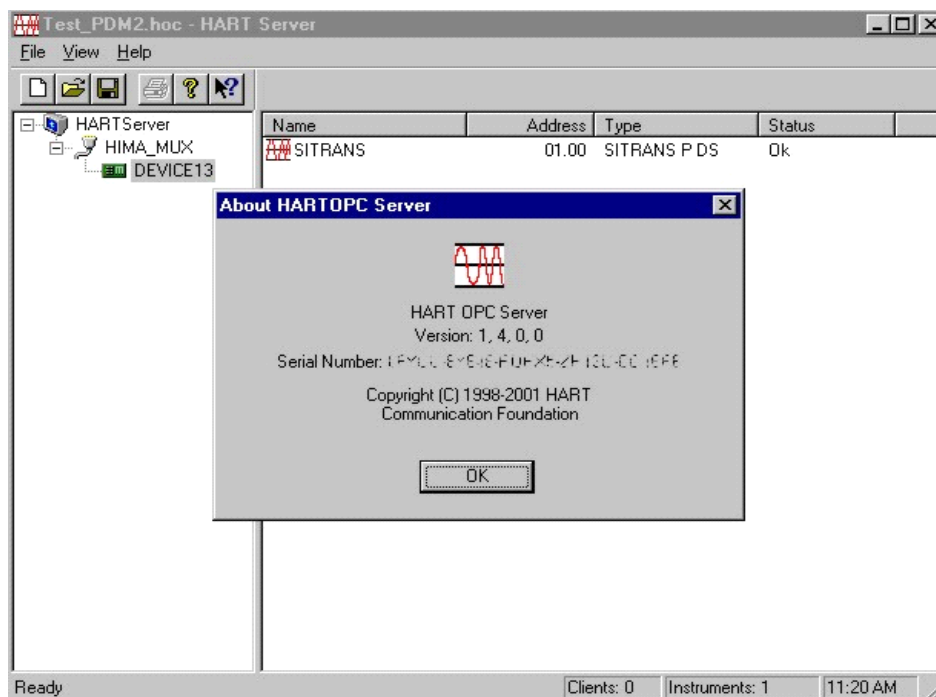 Test_PDM2.hoc - HART Server
File View Help
HARTServer
HIMA_MUX
DEVICE13
Name Address Type Status
SITRANS 01.00 SITRANS P DS Ok
About HARTOPC Server
HART OPC Server
Version: 1, 4, 0, 0
Serial Number:
Copyright (C) 1998-2001 HART
Communication Foundation
OK
Ready Clients: 0 Instruments: 1 11:20 AM